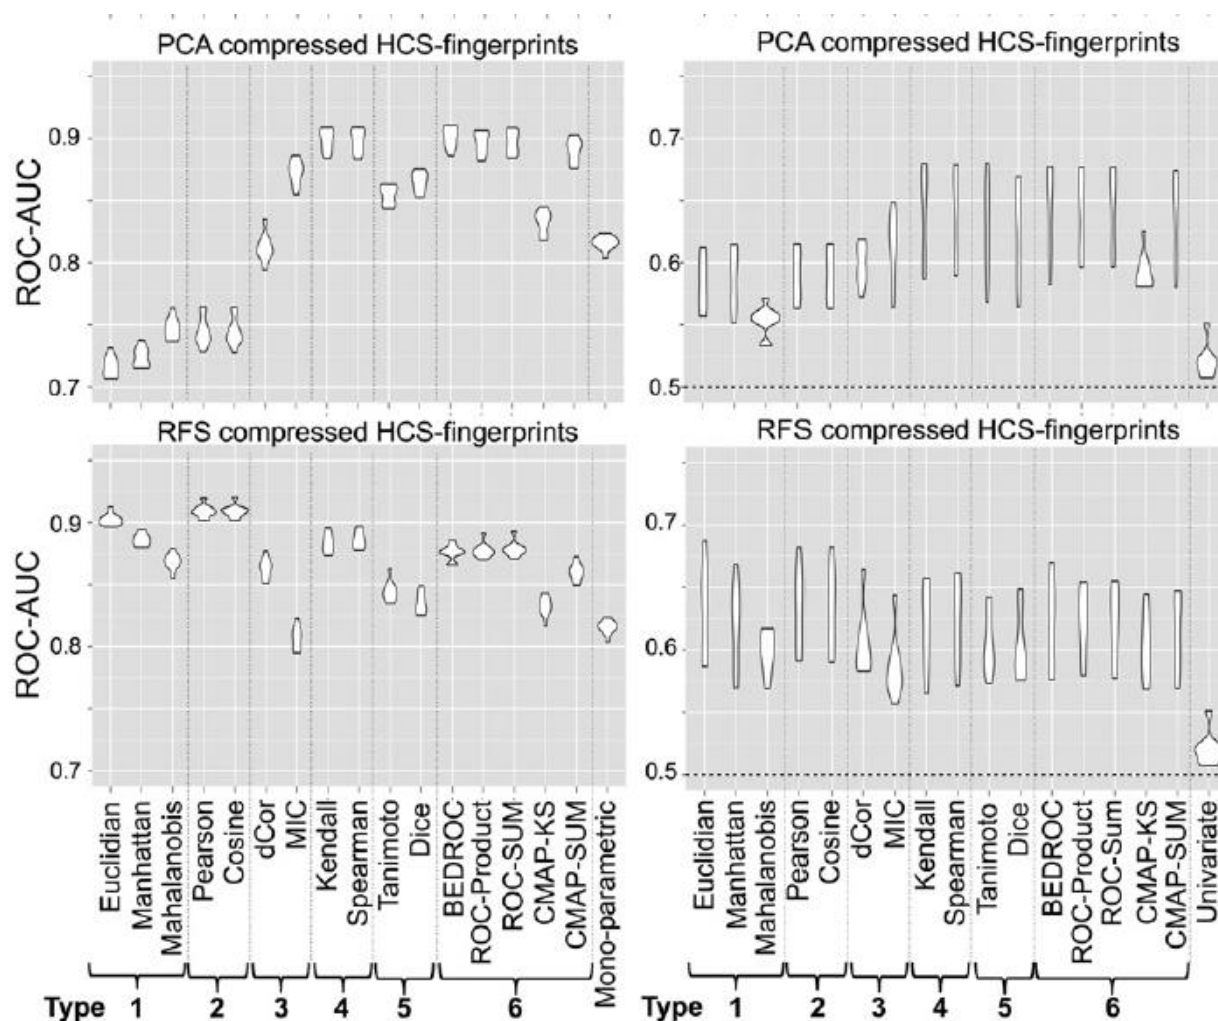 PCA compressed HCS-fingerprints
ROC-AUC
0.9
0.8
0.7
RFS compressed HCS-fingerprints
ROC-AUC
0.9
0.8
0.7
Euclidian
Manhattan
Mahalanobis
Pearson
Cosine
dCor
MIC
Kendall
Spearman
Tanimoto
Dice
BEDROC
ROC-Product
ROC-SUM
CMAP-KS
CMAP-SUM
Mono-parametric
Type 1 2 3 4 5 6
PCA compressed HCS-fingerprints
0.7
0.6
0.5
RFS compressed HCS-fingerprints
0.7
0.6
0.5
Euclidian
Manhattan
Mahalanobis
Pearson
Cosine
dCor
MIC
Kendall
Spearman
Tanimoto
Dice
BEDROC
ROC-Product
ROC-Sum
CMAP-KS
CMAP-SUM
Univariate
Type 1 2 3 4 5 6